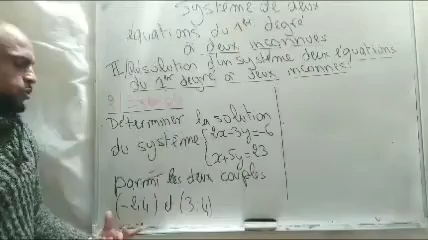 Système de deux
équations du 1er degré
à deux inconnues
II/ Résolution d'un système deux équations
du 1er degré à deux inconnues
Déterminer la solution
du système { 2x-3y=-6
x+5y=23
parmi les deux couples
(-2;4) et (3;4)